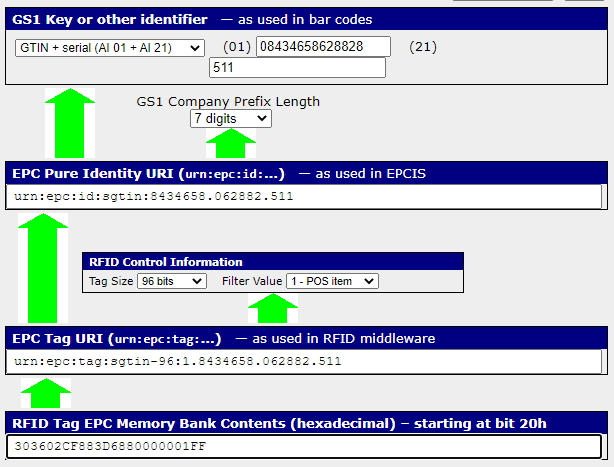 GS1 Key or other identifier — as used in bar codes
GTIN + serial (AI 01 + AI 21) (01) 08434658628828 (21)
511
GS1 Company Prefix Length
7 digits
EPC Pure Identity URI (urn:epc:id:...) — as used in EPCIS
urn:epc:id:sgtin:8434658.062882.511
RFID Control Information
Tag Size 96 bits Filter Value 1 - POS item
EPC Tag URI (urn:epc:tag:...) — as used in RFID middleware
urn:epc:tag:sgtin-96:1.8434658.062882.511
RFID Tag EPC Memory Bank Contents (hexadecimal) – starting at bit 20h
303602CF883D6880000001FF